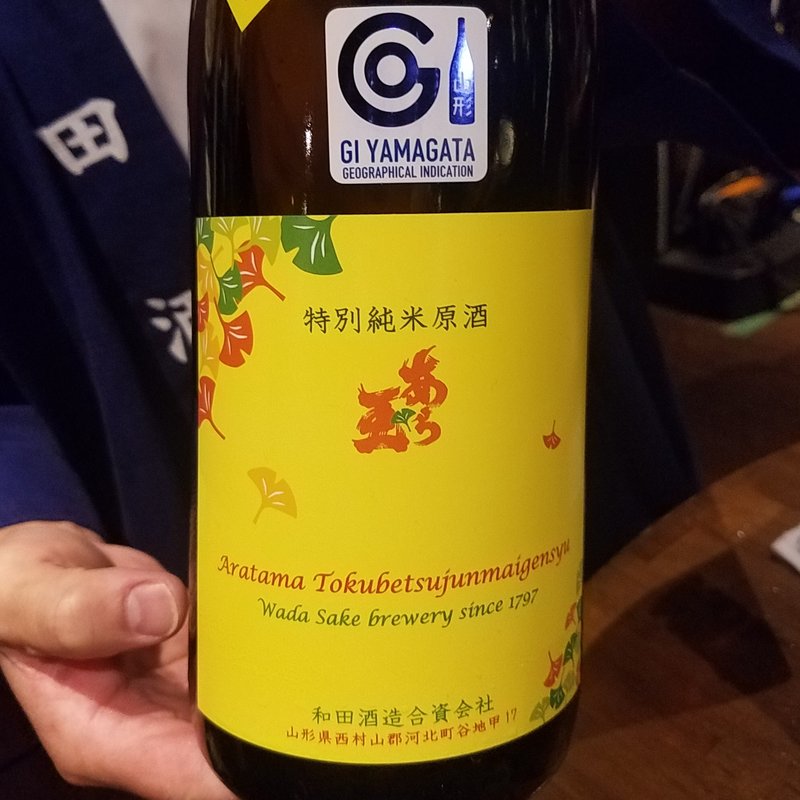 山形
GI YAMAGATA
GEOGRAPHICAL INDICATION
田
酒
特別純米原酒
あら玉
Aratama Tokubetsujunmaigensyu
Wada Sake brewery since 1797
和田酒造合資会社
山形県西村山郡河北町谷地甲17